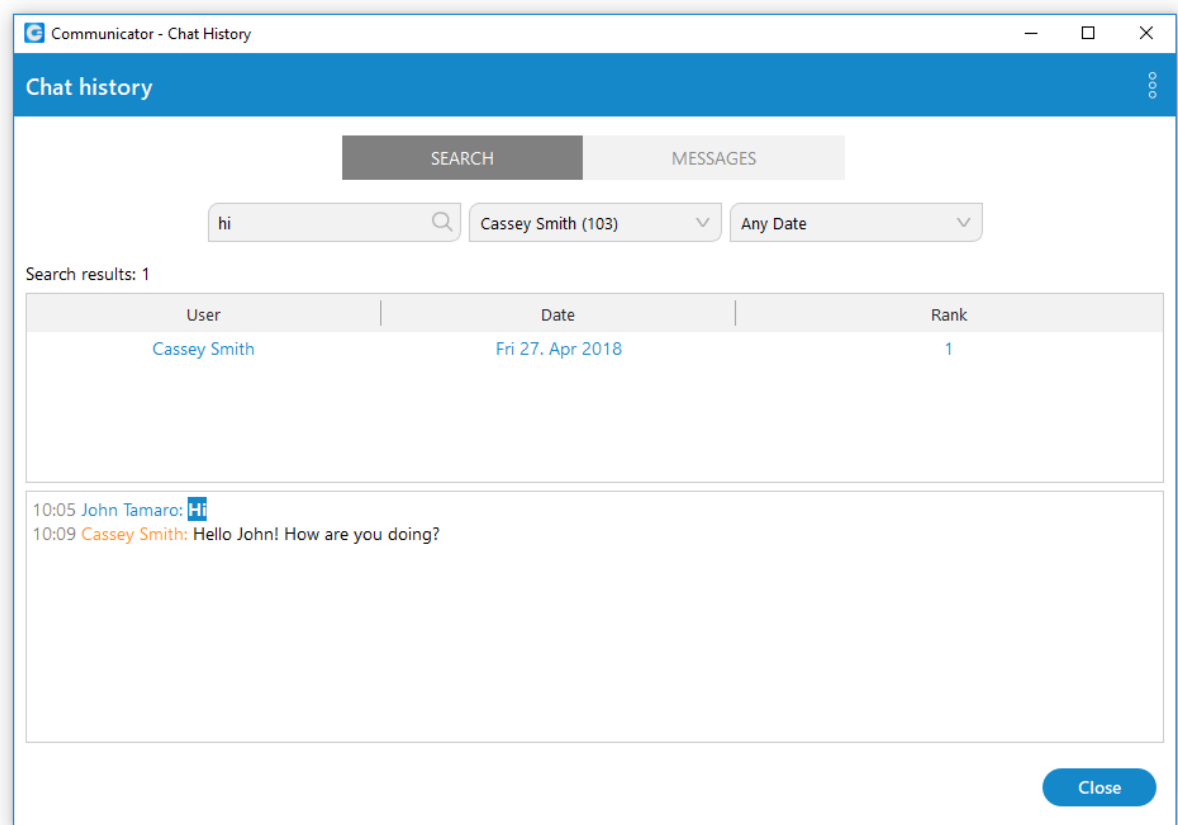 Communicator - Chat History
Chat history
SEARCH MESSAGES
hi Cassey Smith (103) Any Date
Search results: 1
User Date Rank
Cassey Smith Fri 27. Apr 2018 1
10:05 John Tamaro: Hi
10:09 Cassey Smith: Hello John! How are you doing?
Close